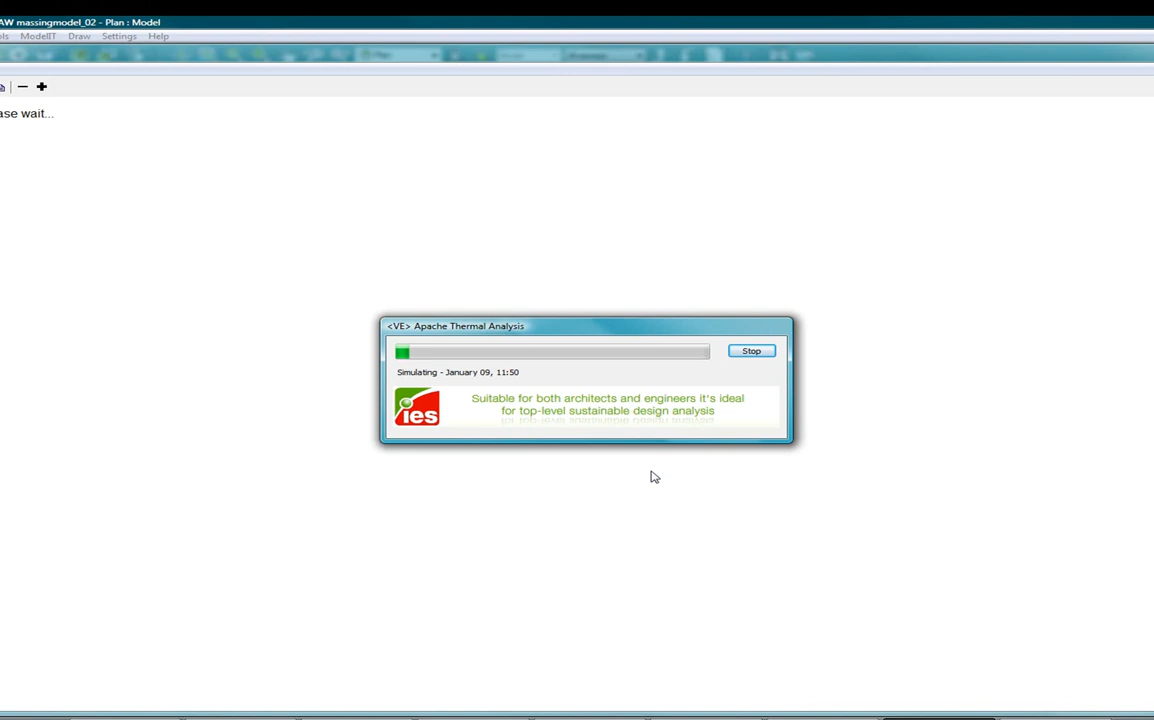 AW massingmodel_02 - Plan : Model
ls ModelIT Draw Settings Help
ase wait...
<VE> Apache Thermal Analysis
Stop
Simulating - January 09, 11:50
ies
Suitable for both architects and engineers it's ideal
for top-level sustainable design analysis